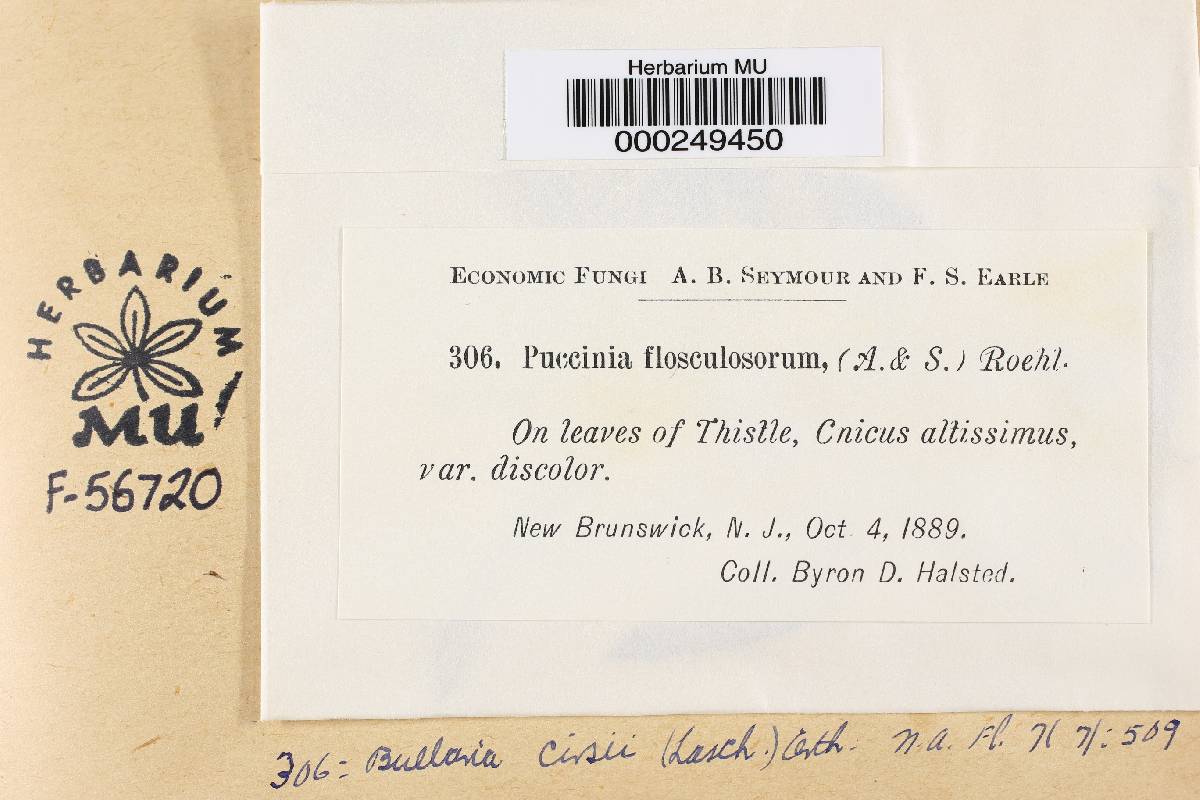 Herbarium MU
000249450
HERBARIUM
MU!
F-56720
ECONOMIC FUNGI A. B. SEYMOUR AND F. S. EARLE
306. Puccinia flosculosorum, (A. & S.) Roehl.
On leaves of Thistle, Cnicus altissimus,
var. discolor.
New Brunswick, N. J., Oct. 4, 1889.
Coll. Byron D. Halsted.
306= Bullaria cirsii (Lasch.) Arth. N.A. Fl. 7(7): 509